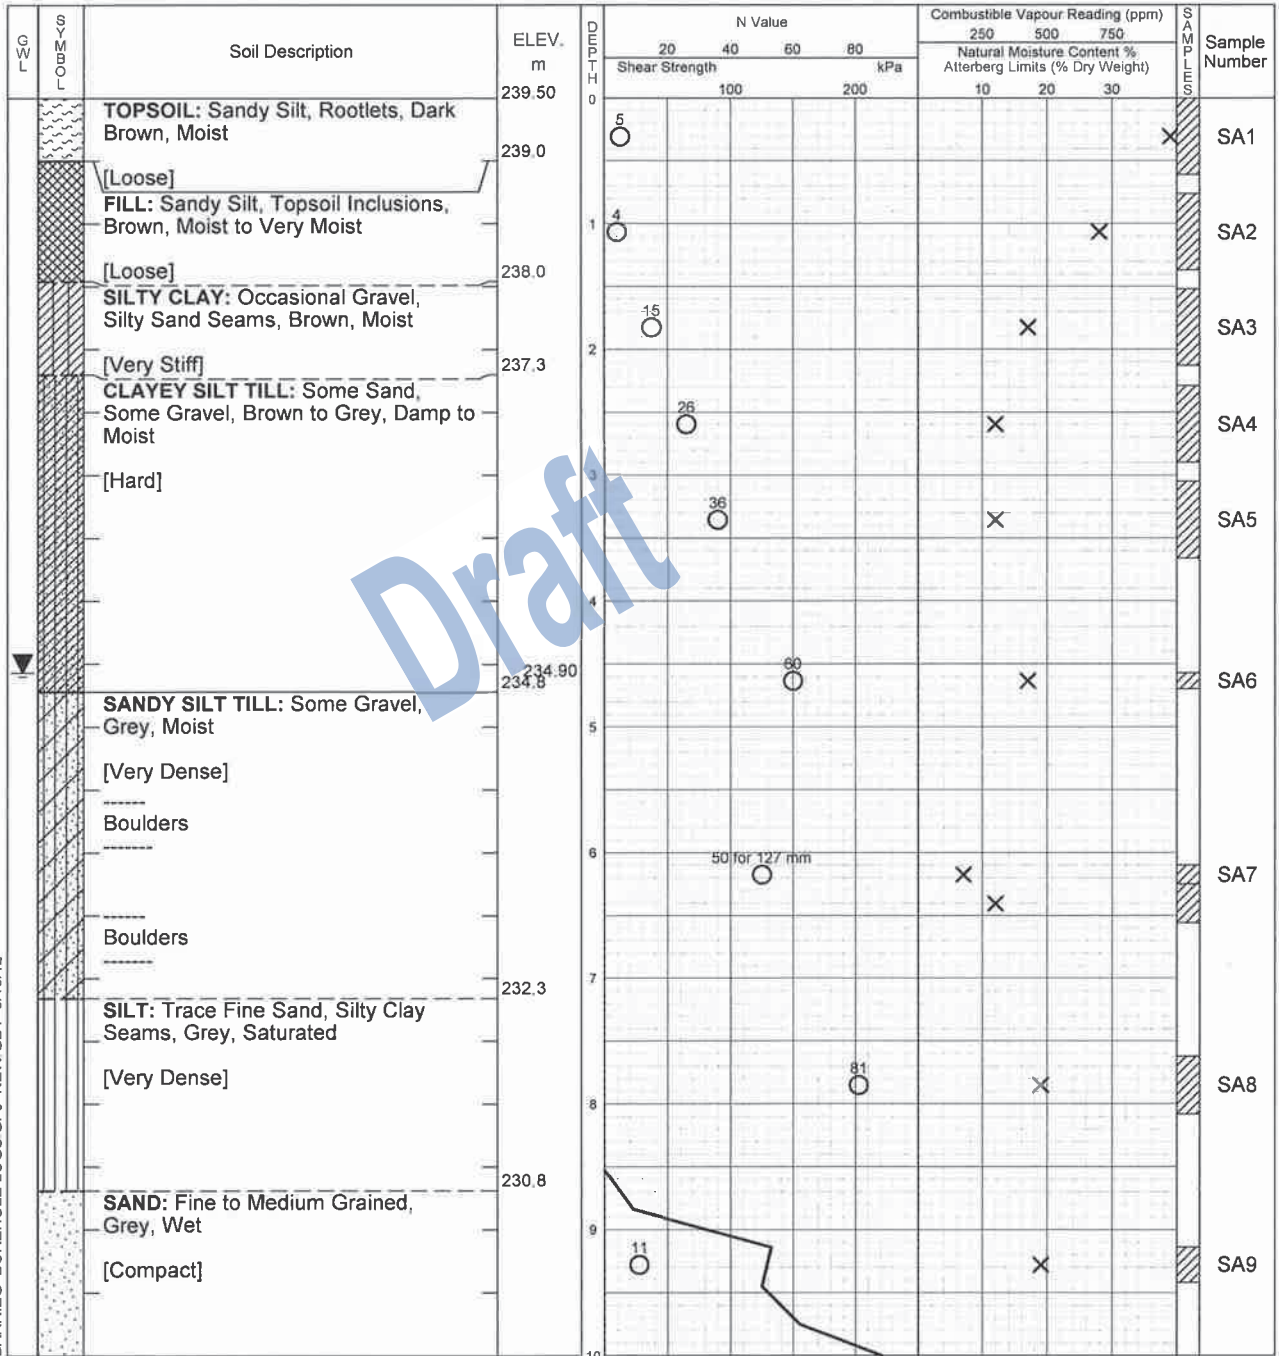 GWL
SYMBOL
Soil Description
ELEV.
m
DEPTH
N Value
20 40 60 80
Shear Strength kPa
100 200
Combustible Vapour Reading (ppm)
250 500 750
Natural Moisture Content %
Atterberg Limits (% Dry Weight)
10 20 30
SAMPLES
Sample
Number
239.50
0
TOPSOIL: Sandy Silt, Rootlets, Dark
Brown, Moist
[Loose]
239.0
5
SA1
FILL: Sandy Silt, Topsoil Inclusions,
Brown, Moist to Very Moist
[Loose]
238.0
4
1
SA2
SILTY CLAY: Occasional Gravel,
Silty Sand Seams, Brown, Moist
[Very Stiff]
237.3
15
2
SA3
CLAYEY SILT TILL: Some Sand,
Some Gravel, Brown to Grey, Damp to
Moist
[Hard]
26
SA4
3
36
SA5
4
234.90
234.8
60
SA6
SANDY SILT TILL: Some Gravel,
Grey, Moist
[Very Dense]
5
Boulders
6
50 for 127 mm
SA7
Boulders
7
232.3
SILT: Trace Fine Sand, Silty Clay
Seams, Grey, Saturated
[Very Dense]
81
SA8
8
230.8
SAND: Fine to Medium Grained,
Grey, Wet
[Compact]
9
11
SA9
10
Draft